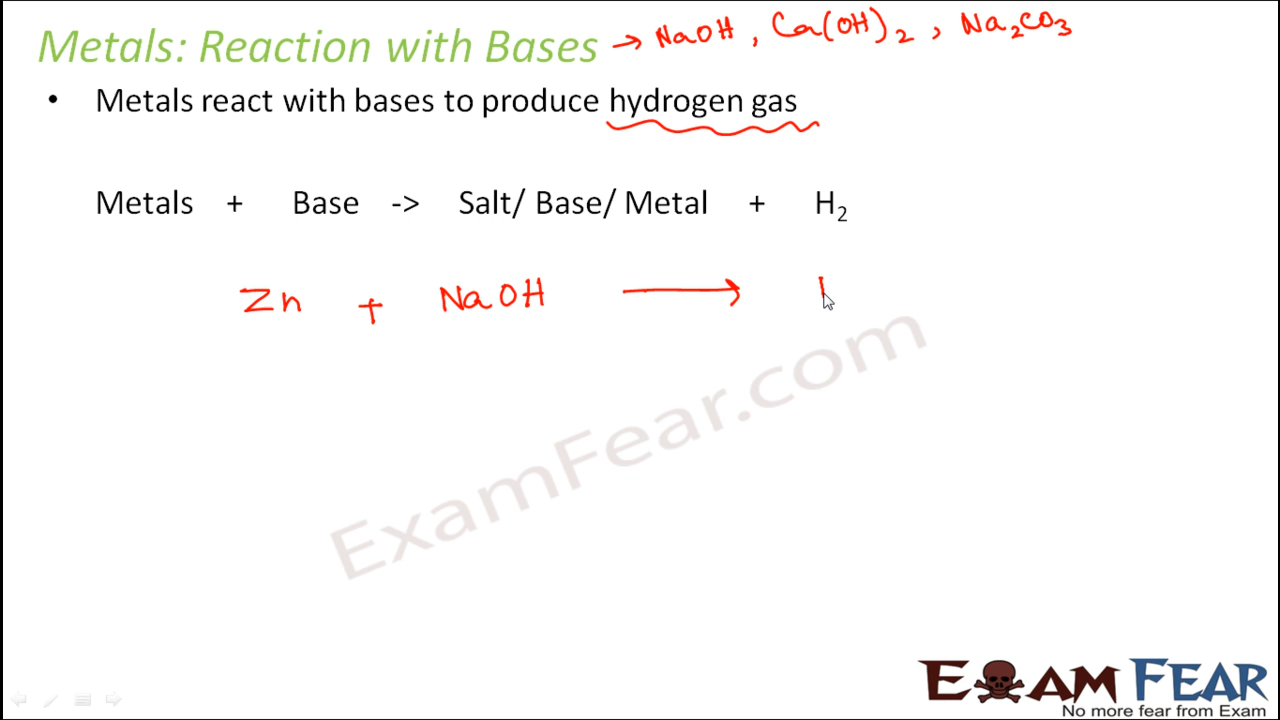 Metals: Reaction with Bases → NaOH, Ca(OH)2, Na2CO3
• Metals react with bases to produce hydrogen gas
Metals + Base -> Salt/ Base/ Metal + H2
Zn + NaOH ⟶
ExamFear.com
EXAM FEAR
No more fear from Exam